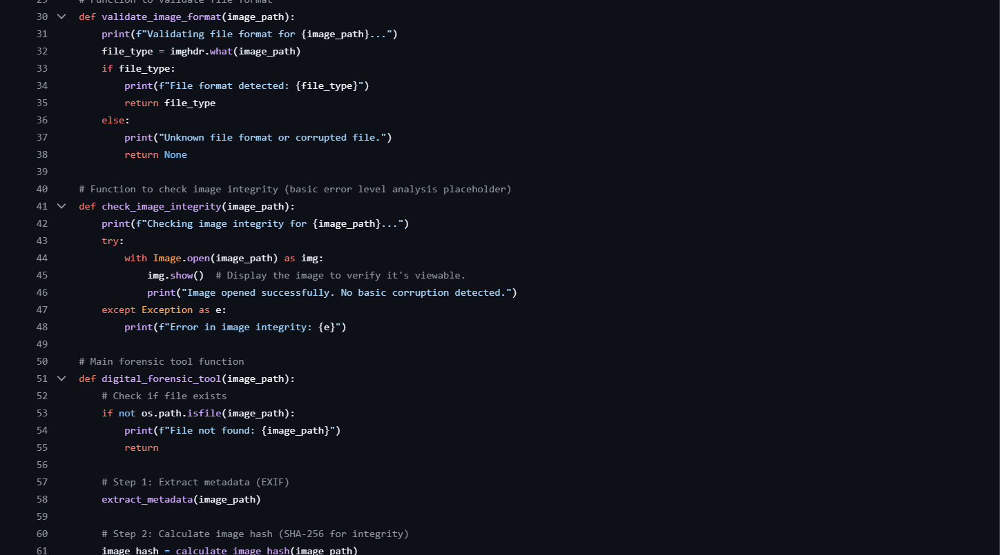 29 # Function to validate file format
30 def validate_image_format(image_path):
31 print(f"Validating file format for {image_path}...")
32 file_type = imghdr.what(image_path)
33 if file_type:
34 print(f"File format detected: {file_type}")
35 return file_type
36 else:
37 print("Unknown file format or corrupted file.")
38 return None
39
40 # Function to check image integrity (basic error level analysis placeholder)
41 def check_image_integrity(image_path):
42 print(f"Checking image integrity for {image_path}...")
43 try:
44 with Image.open(image_path) as img:
45 img.show()  # Display the image to verify it's viewable.
46 print("Image opened successfully. No basic corruption detected.")
47 except Exception as e:
48 print(f"Error in image integrity: {e}")
49
50 # Main forensic tool function
51 def digital_forensic_tool(image_path):
52 # Check if file exists
53 if not os.path.isfile(image_path):
54 print(f"File not found: {image_path}")
55 return
56
57 # Step 1: Extract metadata (EXIF)
58 extract_metadata(image_path)
59
60 # Step 2: Calculate image hash (SHA-256 for integrity)
61 image_hash = calculate_image_hash(image_path)